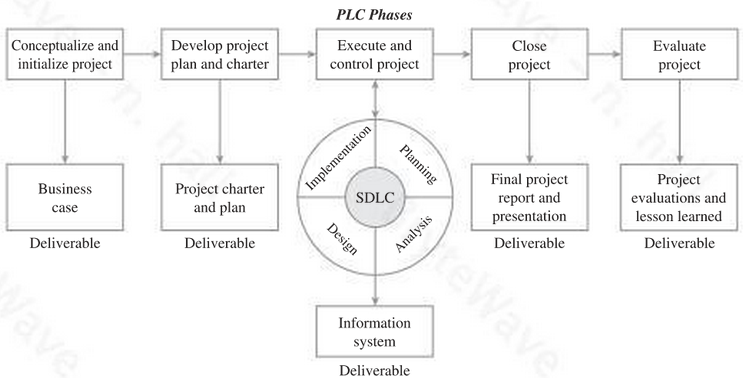 PLC Phases
Conceptualize and
initialize project
Develop project
plan and charter
Execute and
control project
Close
project
Evaluate
project
Implementation
Planning
SDLC
Design
Analysis
Business
case
Deliverable
Project charter
and plan
Deliverable
Final project
report and
presentation
Deliverable
Project
evaluations and
lesson learned
Deliverable
Information
system
Deliverable